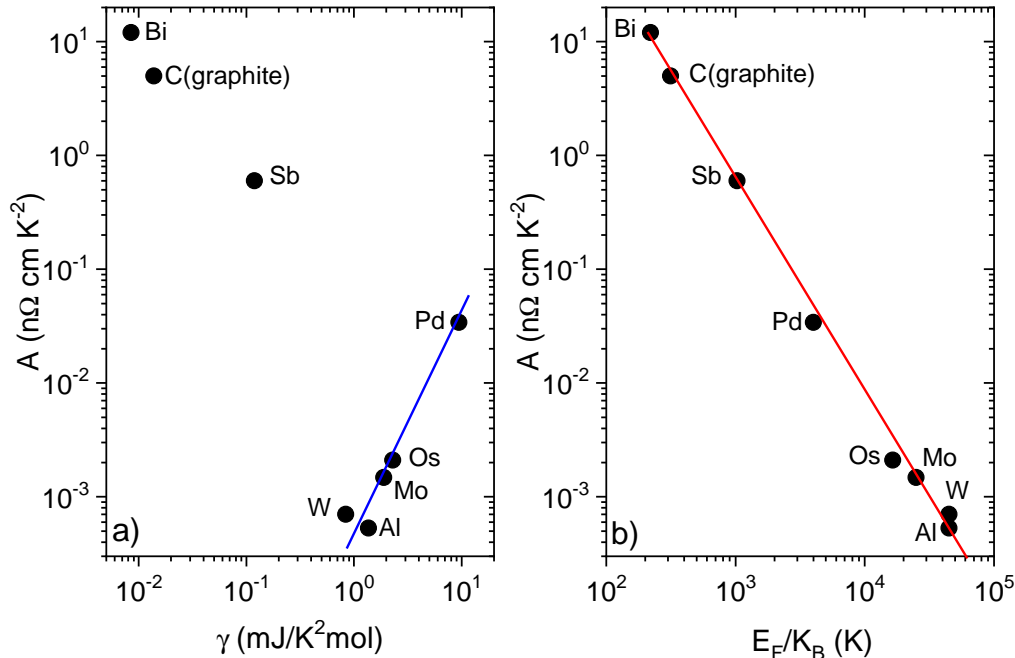 10¹
10⁰
10⁻¹
10⁻²
10⁻³
A (nΩ cm K⁻²)
Bi
C(graphite)
Sb
Pd
Os
Mo
W
Al
a)
10⁻²
10⁻¹
10⁰
10¹
γ (mJ/K²mol)
10¹
10⁰
10⁻¹
10⁻²
10⁻³
A (nΩ cm K⁻²)
Bi
C(graphite)
Sb
Pd
Os
Mo
W
Al
b)
10²
10³
10⁴
10⁵
E_F/K_B (K)